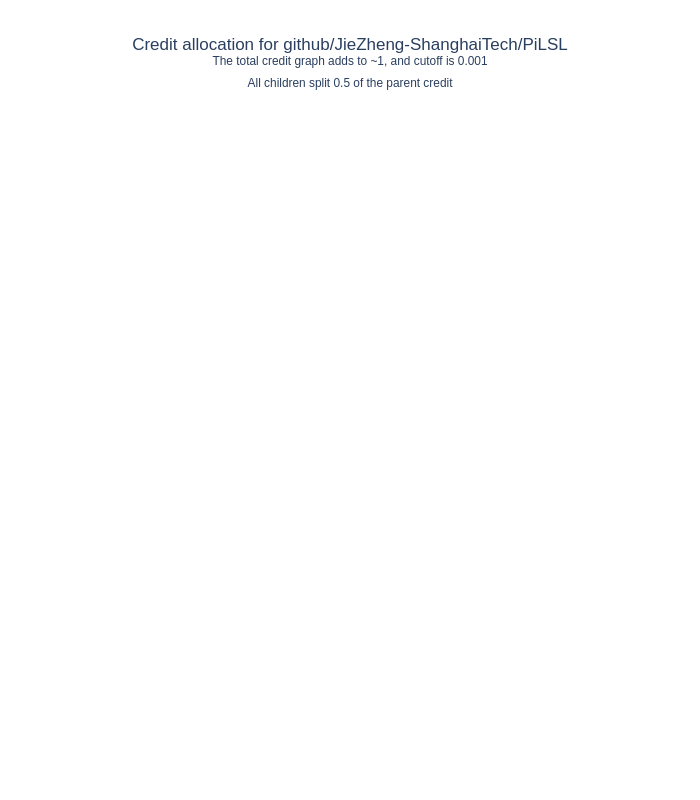 Credit allocation for github/JieZheng-ShanghaiTech/PiLSL
The total credit graph adds to ~1, and cutoff is 0.001
All children split 0.5 of the parent credit